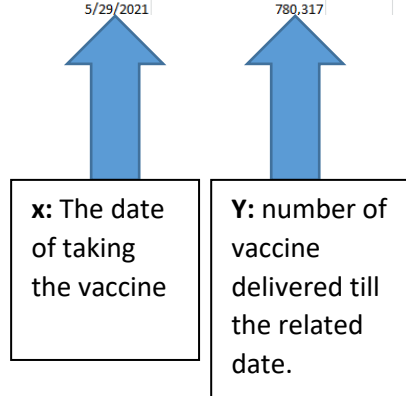 5/29/2021 780,317
x: The date
of taking
the vaccine
Y: number of
vaccine
delivered till
the related
date.